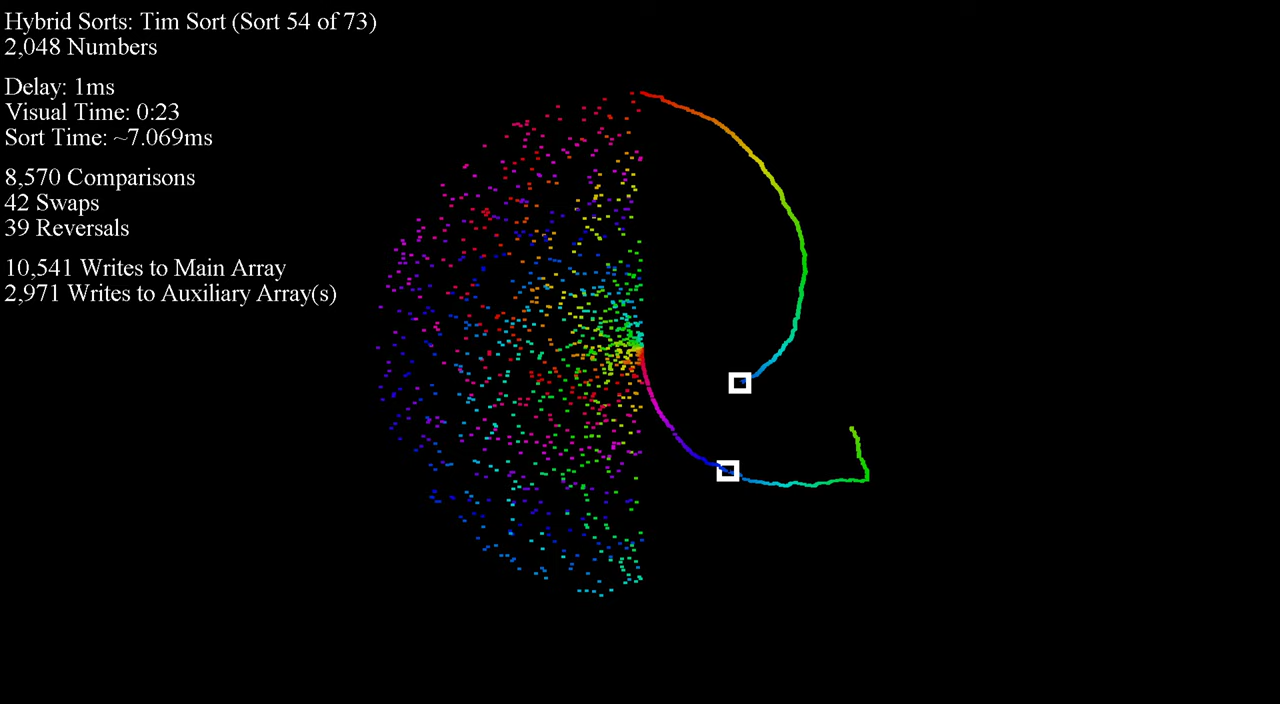 Hybrid Sorts: Tim Sort (Sort 54 of 73)
2,048 Numbers
Delay: 1ms
Visual Time: 0:23
Sort Time: ~7.069ms
8,570 Comparisons
42 Swaps
39 Reversals
10,541 Writes to Main Array
2,971 Writes to Auxiliary Array(s)